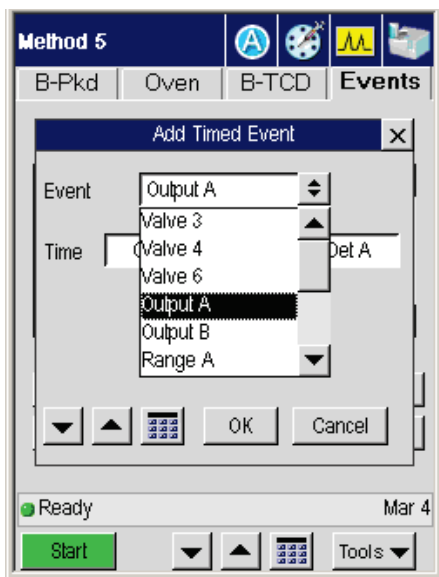 Method 5
A
B-Pkd Oven B-TCD Events
Add Timed Event
Event Output A
Valve 3
Time Valve 4 Det A
Valve 6
Output A
Output B
Range A
OK Cancel
Ready Mar 4
Start Tools